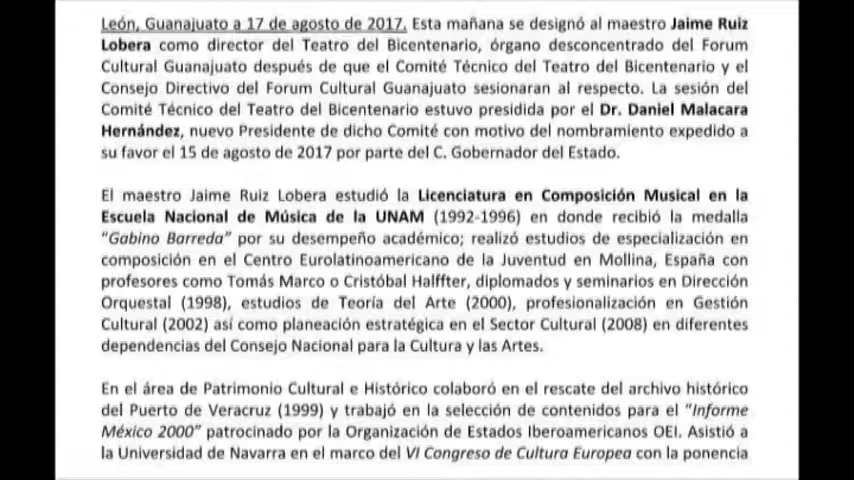 León, Guanajuato a 17 de agosto de 2017. Esta mañana se designó al maestro Jaime Ruiz
Lobera como director del Teatro del Bicentenario, órgano desconcentrado del Forum
Cultural Guanajuato después de que el Comité Técnico del Teatro del Bicentenario y el
Consejo Directivo del Forum Cultural Guanajuato sesionaran al respecto. La sesión del
Comité Técnico del Teatro del Bicentenario estuvo presidida por el Dr. Daniel Malacara
Hernández, nuevo Presidente de dicho Comité con motivo del nombramiento expedido a
su favor el 15 de agosto de 2017 por parte del C. Gobernador del Estado.
El maestro Jaime Ruiz Lobera estudió la Licenciatura en Composición Musical en la
Escuela Nacional de Música de la UNAM (1992-1996) en donde recibió la medalla
“Gabino Barreda” por su desempeño académico; realizó estudios de especialización en
composición en el Centro Eurolatinoamericano de la Juventud en Mollina, España con
profesores como Tomás Marco o Cristóbal Halffter, diplomados y seminarios en Dirección
Orquestal (1998), estudios de Teoría del Arte (2000), profesionalización en Gestión
Cultural (2002) así como planeación estratégica en el Sector Cultural (2008) en diferentes
dependencias del Consejo Nacional para la Cultura y las Artes.
En el área de Patrimonio Cultural e Histórico colaboró en el rescate del archivo histórico
del Puerto de Veracruz (1999) y trabajó en la selección de contenidos para el “Informe
México 2000” patrocinado por la Organización de Estados Iberoamericanos OEI. Asistió a
la Universidad de Navarra en el marco del VI Congreso de Cultura Europea con la ponencia